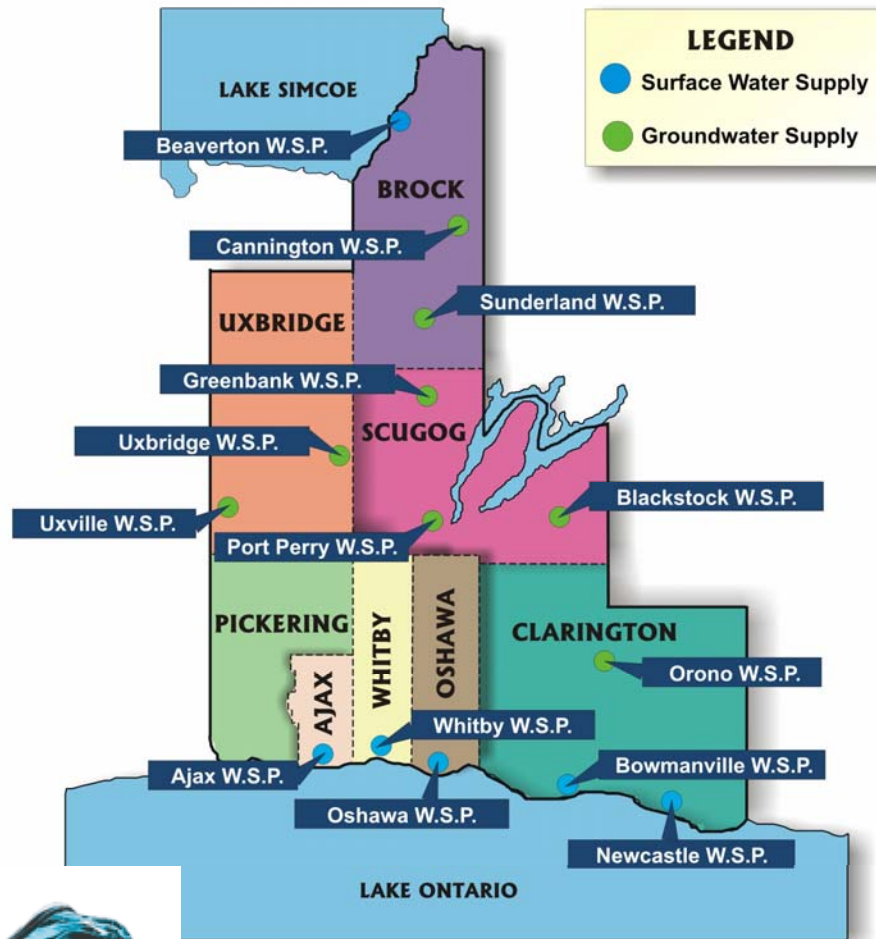 LEGEND
Surface Water Supply
Groundwater Supply
LAKE SIMCOE
Beaverton W.S.P.
BROCK
Cannington W.S.P.
Sunderland W.S.P.
UXBRIDGE
Greenbank W.S.P.
SCUGOG
Uxbridge W.S.P.
Blackstock W.S.P.
Uxville W.S.P.
Port Perry W.S.P.
PICKERING
WHITBY
OSHAWA
CLARINGTON
AJAX
Orono W.S.P.
Whitby W.S.P.
Ajax W.S.P.
Bowmanville W.S.P.
Oshawa W.S.P.
Newcastle W.S.P.
LAKE ONTARIO